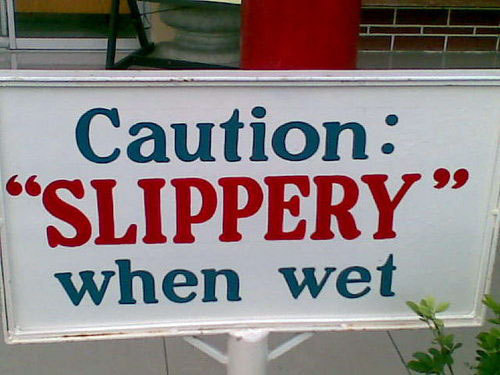 Caution:
“SLIPPERY”
when wet